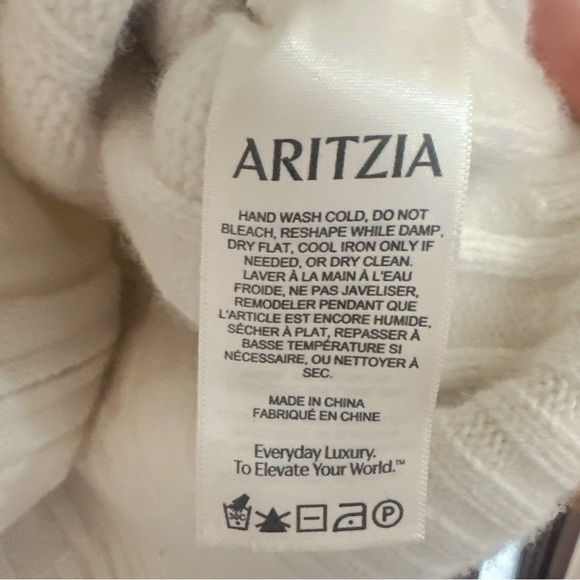 ARITZIA
HAND WASH COLD, DO NOT
BLEACH, RESHAPE WHILE DAMP,
DRY FLAT, COOL IRON ONLY IF
NEEDED, OR DRY CLEAN.
LAVER À LA MAIN À L'EAU
FROIDE, NE PAS JAVELISER,
REMODELER PENDANT QUE
L'ARTICLE EST ENCORE HUMIDE,
SÉCHER À PLAT, REPASSER À
BASSE TEMPÉRATURE SI
NÉCESSAIRE, OU NETTOYER À
SEC.
MADE IN CHINA
FABRIQUÉ EN CHINE
Everyday Luxury.
To Elevate Your World.™
30C P